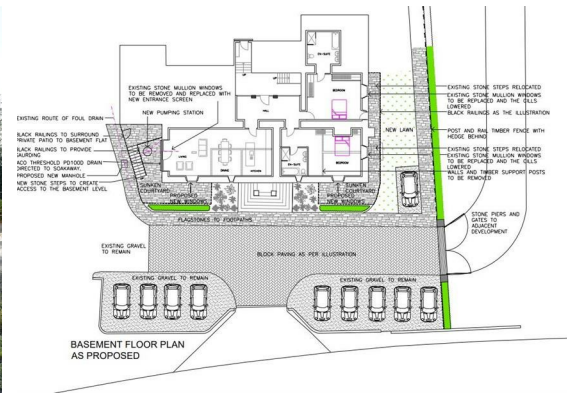 EXISTING STONE MULLION WINDOWS
TO BE REMOVED AND REPLACED WITH
NEW ENTRANCE SCREEN
NEW PUMPING STATION
EXISTING ROUTE OF FOUL DRAIN
BLACK RAILINGS TO SURROUND
PRIVATE PATIO TO BASEMENT FLAT
BLACK RAILINGS TO PROVIDE
GUARDING
ACO THRESHOLD PD100D DRAIN
DIRECTED TO SOAKAWAY.
PROPOSED NEW MANHOLE
NEW STONE STEPS TO CREATE
ACCESS TO THE BASEMENT LEVEL
EN-SUITE
UP
UP
HALL
BEDROOM
LIVING
DINING
KITCHEN
EN-SUITE
BEDROOM
SUNKEN
COURTYARD
PROPOSED
NEW WINDOWS
SUNKEN
COURTYARD
PROPOSED
NEW WINDOWS
EXISTING STONE STEPS RELOCATED
EXISTING STONE MULLION WINDOWS
TO BE REPLACED AND THE CILLS
LOWERED
BLACK RAILINGS AS THE ILLUSTRATION
NEW LAWN
POST AND RAIL TIMBER FENCE WITH
HEDGE BEHIND
EXISTING STONE STEPS RELOCATED
EXISTING STONE MULLION WINDOWS
TO BE REPLACED AND THE CILLS
LOWERED
WALLS AND TIMBER SUPPORT POSTS
TO BE REMOVED
STONE PIERS AND
GATES TO
ADJACENT
DEVELOPMENT
FLAGSTONES TO FOOTPATHS
EXISTING GRAVEL
TO REMAIN
BLOCK PAVING AS PER ILLUSTRATION
EXISTING GRAVEL TO REMAIN
EXISTING GRAVEL TO REMAIN
BASEMENT FLOOR PLAN
AS PROPOSED